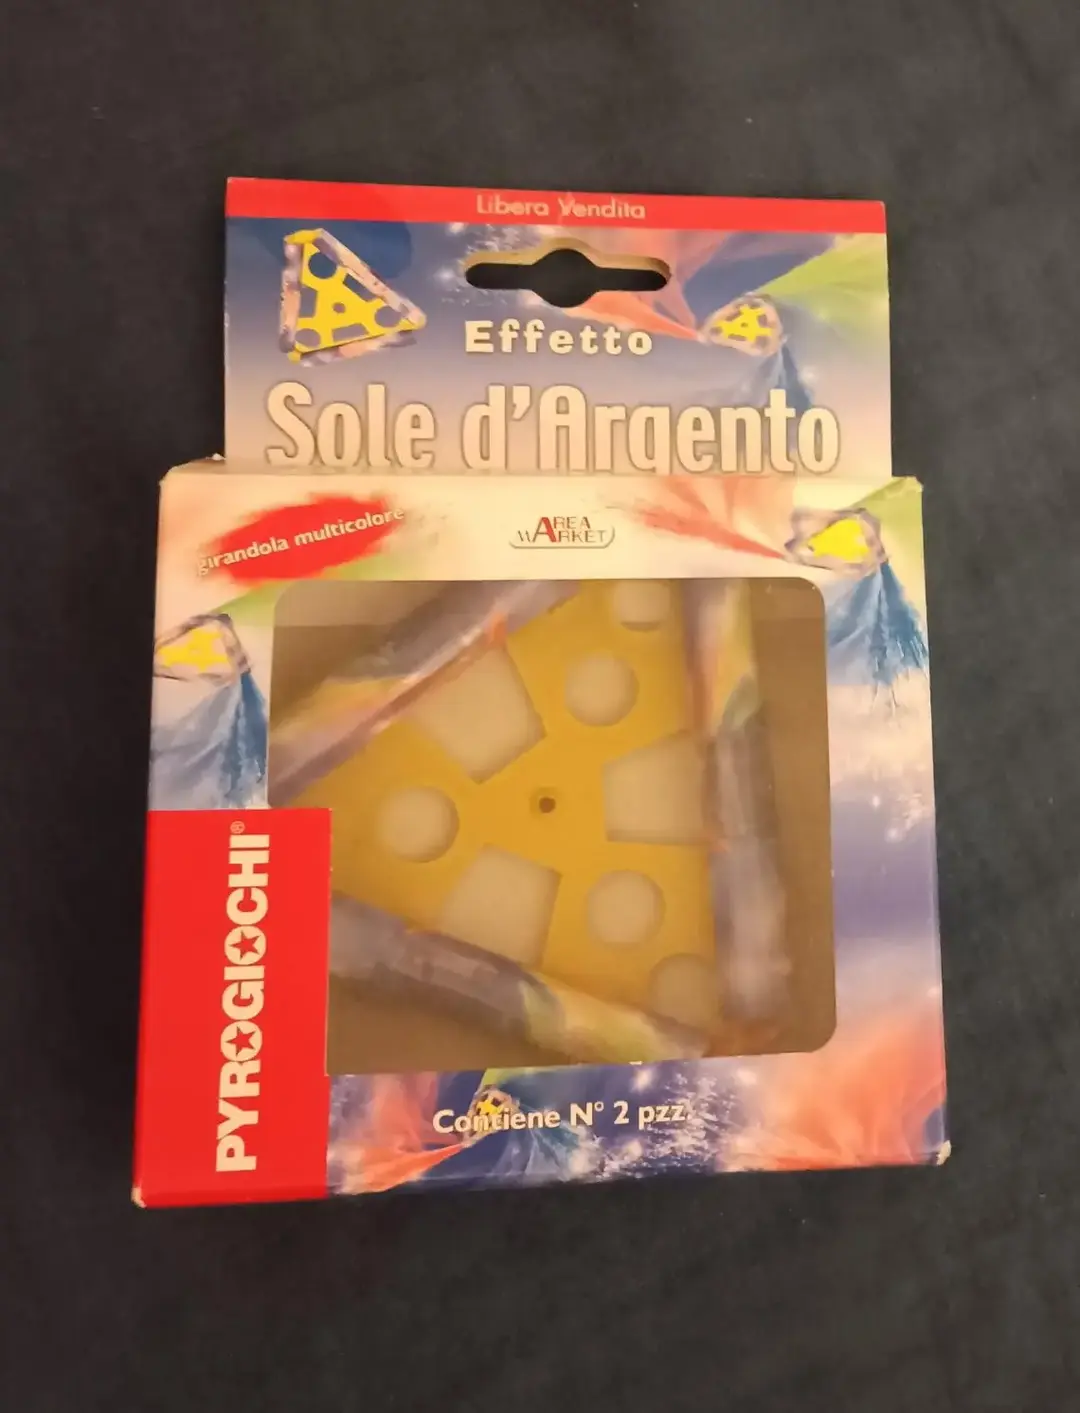 Libera Vendita
Effetto
Sole d'Argento
girandola multicolore
AREA
MARKET
PYROGIOCHI®
Contiene N° 2 pzz.